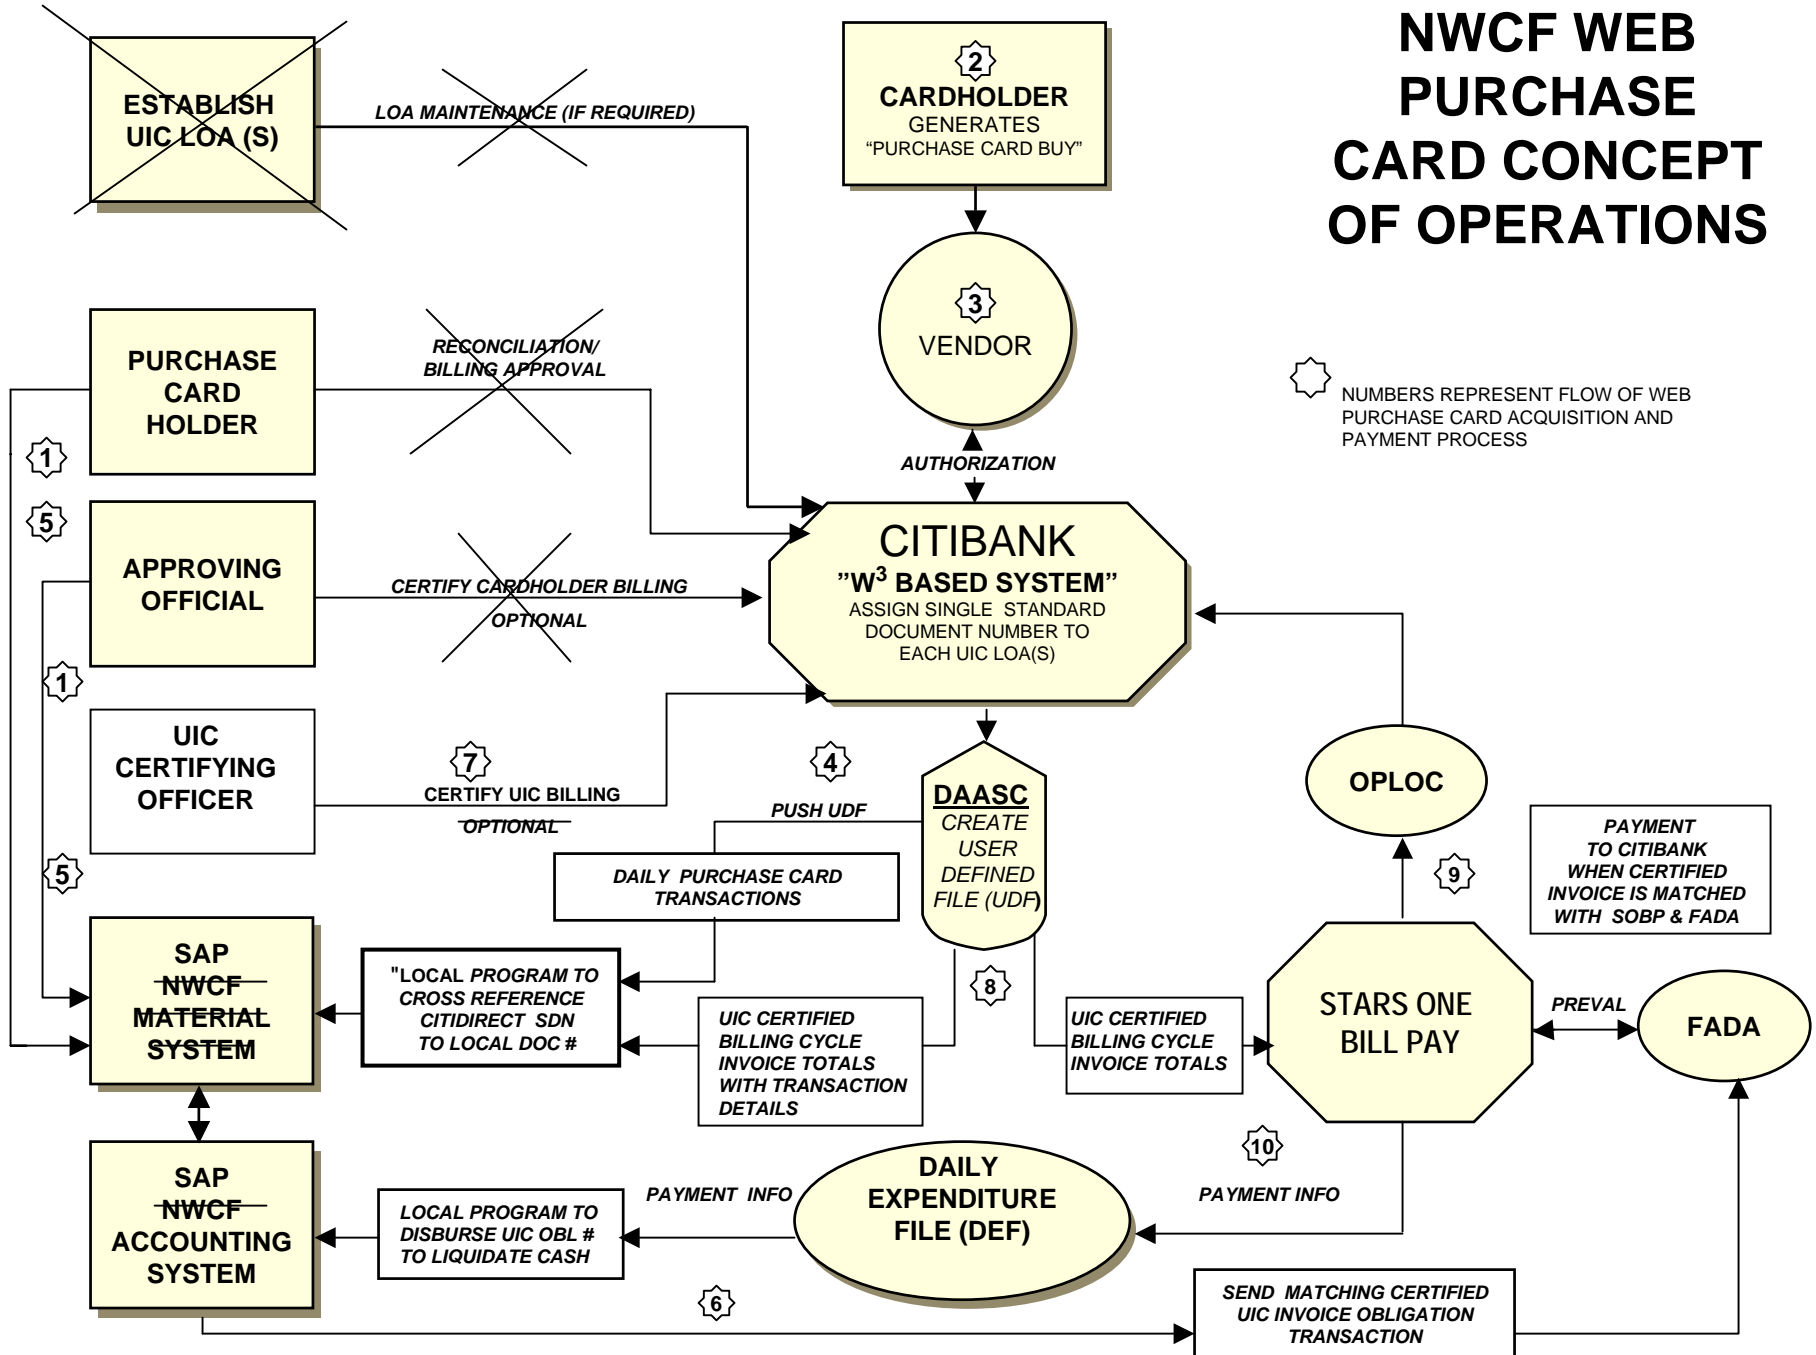 NWCF WEB
PURCHASE
CARD CONCEPT
OF OPERATIONS
ESTABLISH
UIC LOA (S)
LOA MAINTENANCE (IF REQUIRED)
2
CARDHOLDER
GENERATES
“PURCHASE CARD BUY”
3
VENDOR
NUMBERS REPRESENT FLOW OF WEB
PURCHASE CARD ACQUISITION AND
PAYMENT PROCESS
PURCHASE
CARD
HOLDER
RECONCILIATION/
BILLING APPROVAL
1
5
AUTHORIZATION
CITIBANK
”W3 BASED SYSTEM”
ASSIGN SINGLE STANDARD
DOCUMENT NUMBER TO
EACH UIC LOA(S)
APPROVING
OFFICIAL
CERTIFY CARDHOLDER BILLING
OPTIONAL
1
UIC
CERTIFYING
OFFICER
7
CERTIFY UIC BILLING
OPTIONAL
4
PUSH UDF
DAASC
CREATE
USER
DEFINED
FILE (UDF)
OPLOC
9
PAYMENT
TO CITIBANK
WHEN CERTIFIED
INVOICE IS MATCHED
WITH SOBP & FADA
5
DAILY PURCHASE CARD
TRANSACTIONS
SAP
NWCF
MATERIAL
SYSTEM
"LOCAL PROGRAM TO
CROSS REFERENCE
CITIDIRECT SDN
TO LOCAL DOC #
8
UIC CERTIFIED
BILLING CYCLE
INVOICE TOTALS
WITH TRANSACTION
DETAILS
UIC CERTIFIED
BILLING CYCLE
INVOICE TOTALS
STARS ONE
BILL PAY
PREVAL
FADA
10
SAP
NWCF
ACCOUNTING
SYSTEM
LOCAL PROGRAM TO
DISBURSE UIC OBL #
TO LIQUIDATE CASH
PAYMENT INFO
DAILY
EXPENDITURE
FILE (DEF)
PAYMENT INFO
6
SEND MATCHING CERTIFIED
UIC INVOICE OBLIGATION
TRANSACTION